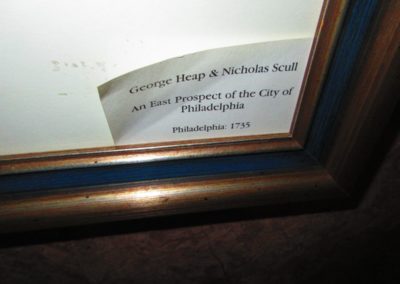 George Heap & Nicholas Scull
An East Prospect of the City of
Philadelphia
Philadelphia: 1735